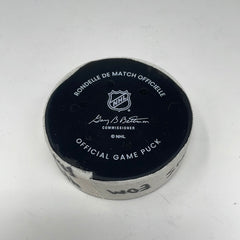 RONDELLE DE MATCH OFFICIELLE
NHL
Gary B. Bettman
COMMISSIONER
© NHL
OFFICIAL GAME PUCK